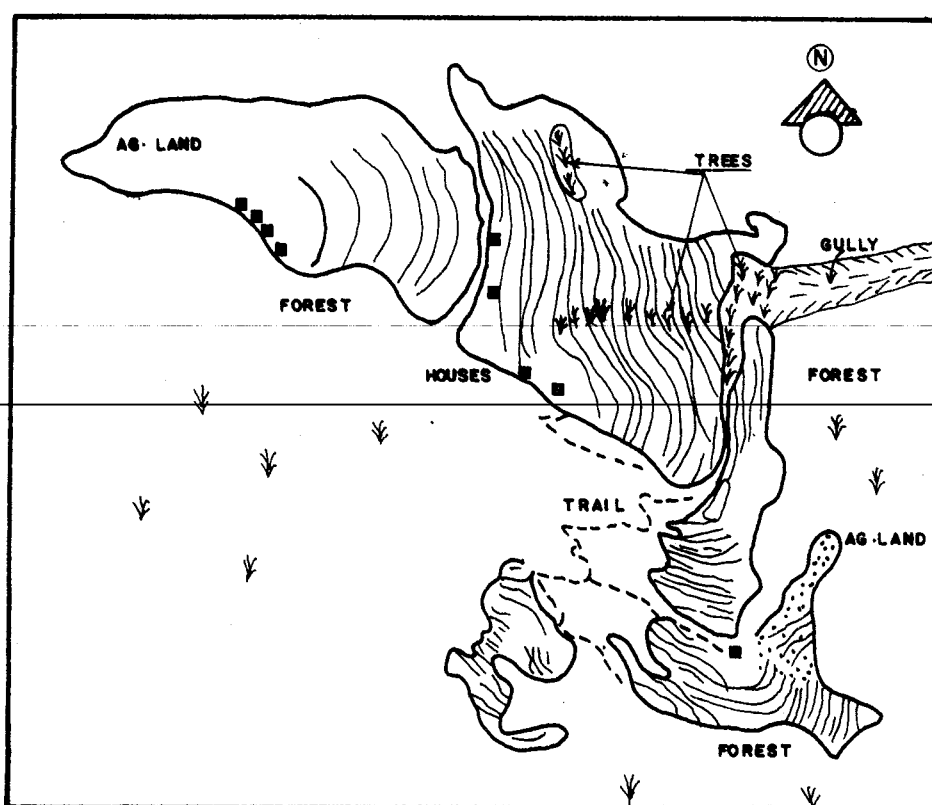 N
AG. LAND
TREES
GULLY
FOREST
HOUSES
FOREST
TRAIL
AG.LAND
FOREST